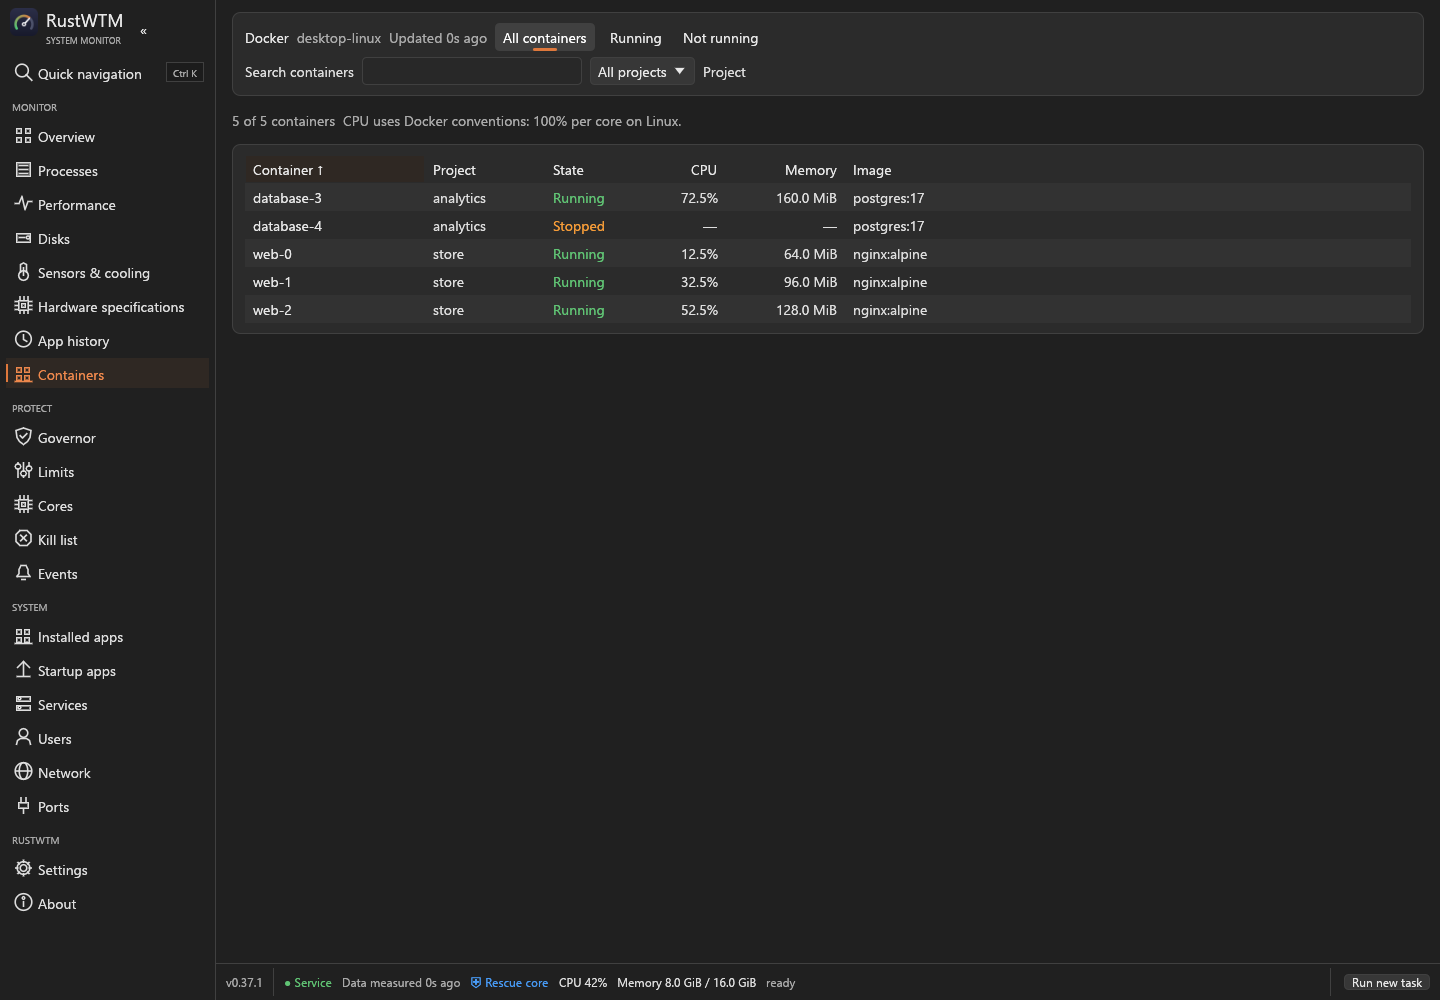 RustWTM
SYSTEM MONITOR
«
Quick navigation Ctrl K
MONITOR
Overview
Processes
Performance
Disks
Sensors & cooling
Hardware specifications
App history
Containers
PROTECT
Governor
Limits
Cores
Kill list
Events
SYSTEM
Installed apps
Startup apps
Services
Users
Network
Ports
RUSTWTM
Settings
About
Docker desktop-linux Updated 0s ago All containers Running Not running
Search containers All projects ▼ Project
5 of 5 containers CPU uses Docker conventions: 100% per core on Linux.
Container ↑ Project State CPU Memory Image
database-3 analytics Running 72.5% 160.0 MiB postgres:17
database-4 analytics Stopped — — postgres:17
web-0 store Running 12.5% 64.0 MiB nginx:alpine
web-1 store Running 32.5% 96.0 MiB nginx:alpine
web-2 store Running 52.5% 128.0 MiB nginx:alpine
v0.37.1 ● Service Data measured 0s ago Rescue core CPU 42% Memory 8.0 GiB / 16.0 GiB ready Run new task